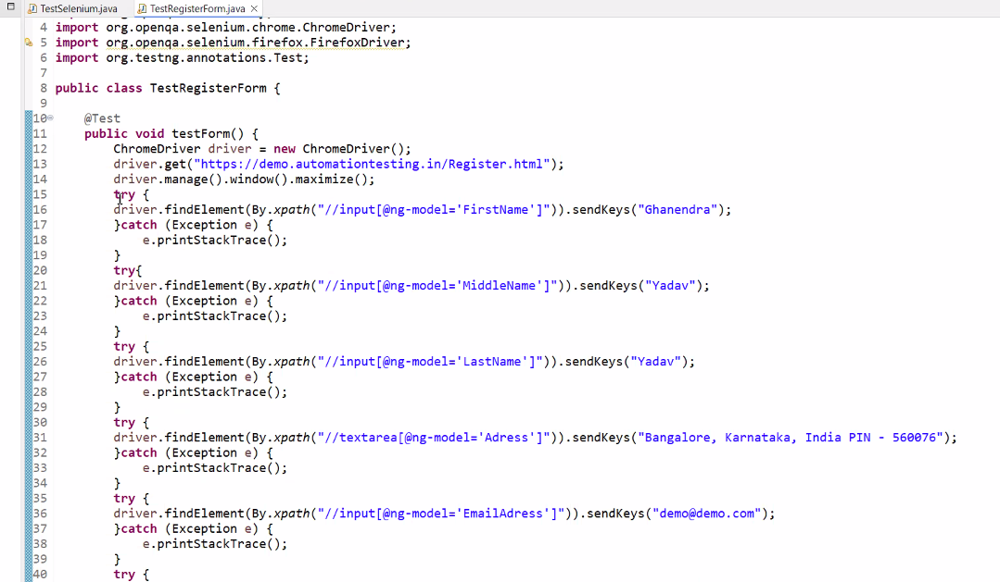 TestSelenium.java TestRegisterForm.java
4 import org.openqa.selenium.chrome.ChromeDriver;
5 import org.openqa.selenium.firefox.FirefoxDriver;
6 import org.testng.annotations.Test;
7
8 public class TestRegisterForm {
9
10 @Test
11 public void testForm() {
12 ChromeDriver driver = new ChromeDriver();
13 driver.get("https://demo.automationtesting.in/Register.html");
14 driver.manage().window().maximize();
15 try {
16 driver.findElement(By.xpath("//input[@ng-model='FirstName']")).sendKeys("Ghanendra");
17 }catch (Exception e) {
18 e.printStackTrace();
19 }
20 try{
21 driver.findElement(By.xpath("//input[@ng-model='MiddleName']")).sendKeys("Yadav");
22 }catch (Exception e) {
23 e.printStackTrace();
24 }
25 try {
26 driver.findElement(By.xpath("//input[@ng-model='LastName']")).sendKeys("Yadav");
27 }catch (Exception e) {
28 e.printStackTrace();
29 }
30 try {
31 driver.findElement(By.xpath("//textarea[@ng-model='Adress']")).sendKeys("Bangalore, Karnataka, India PIN - 560076");
32 }catch (Exception e) {
33 e.printStackTrace();
34 }
35 try {
36 driver.findElement(By.xpath("//input[@ng-model='EmailAdress']")).sendKeys("demo@demo.com");
37 }catch (Exception e) {
38 e.printStackTrace();
39 }
40 try {